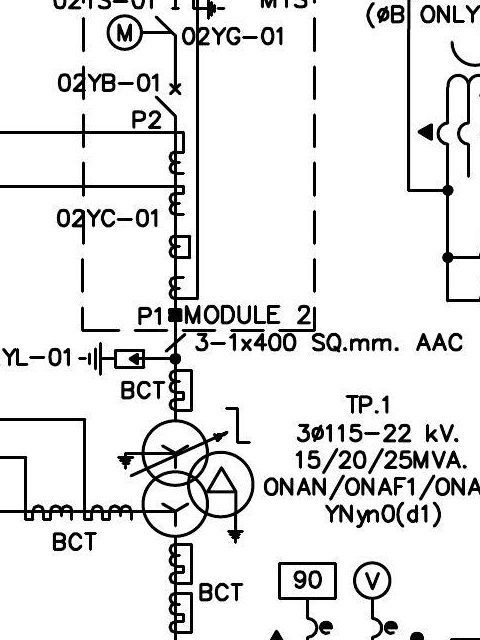 02YS-01
MTS
(øB ONLY
M
02YG-01
02YB-01
P2
02YC-01
P1
MODULE 2
3-1x400 SQ.mm. AAC
YL-01
BCT
TP.1
3ø115-22 kV.
15/20/25MVA.
ONAN/ONAF1/ONA
YNyn0(d1)
BCT
BCT
90
V
e
e